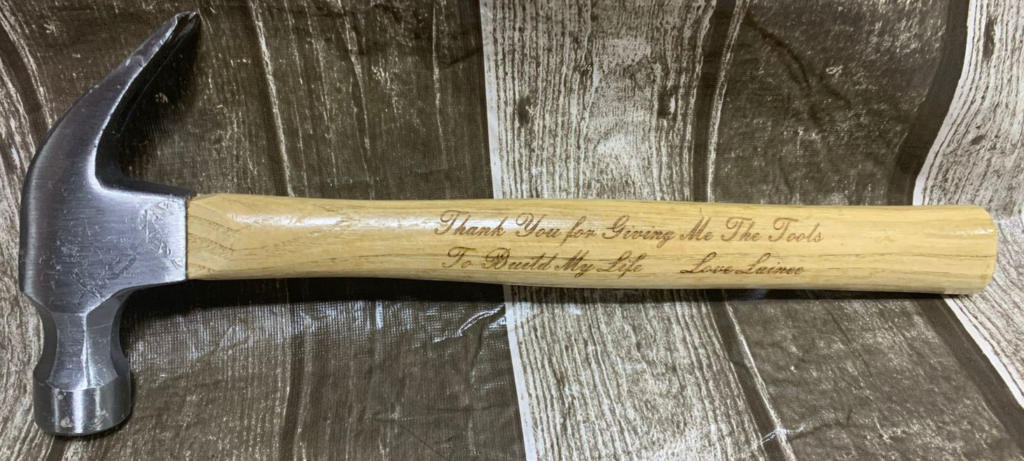 Thank You for Giving Me The Tools
To Build My Life Love Lainee